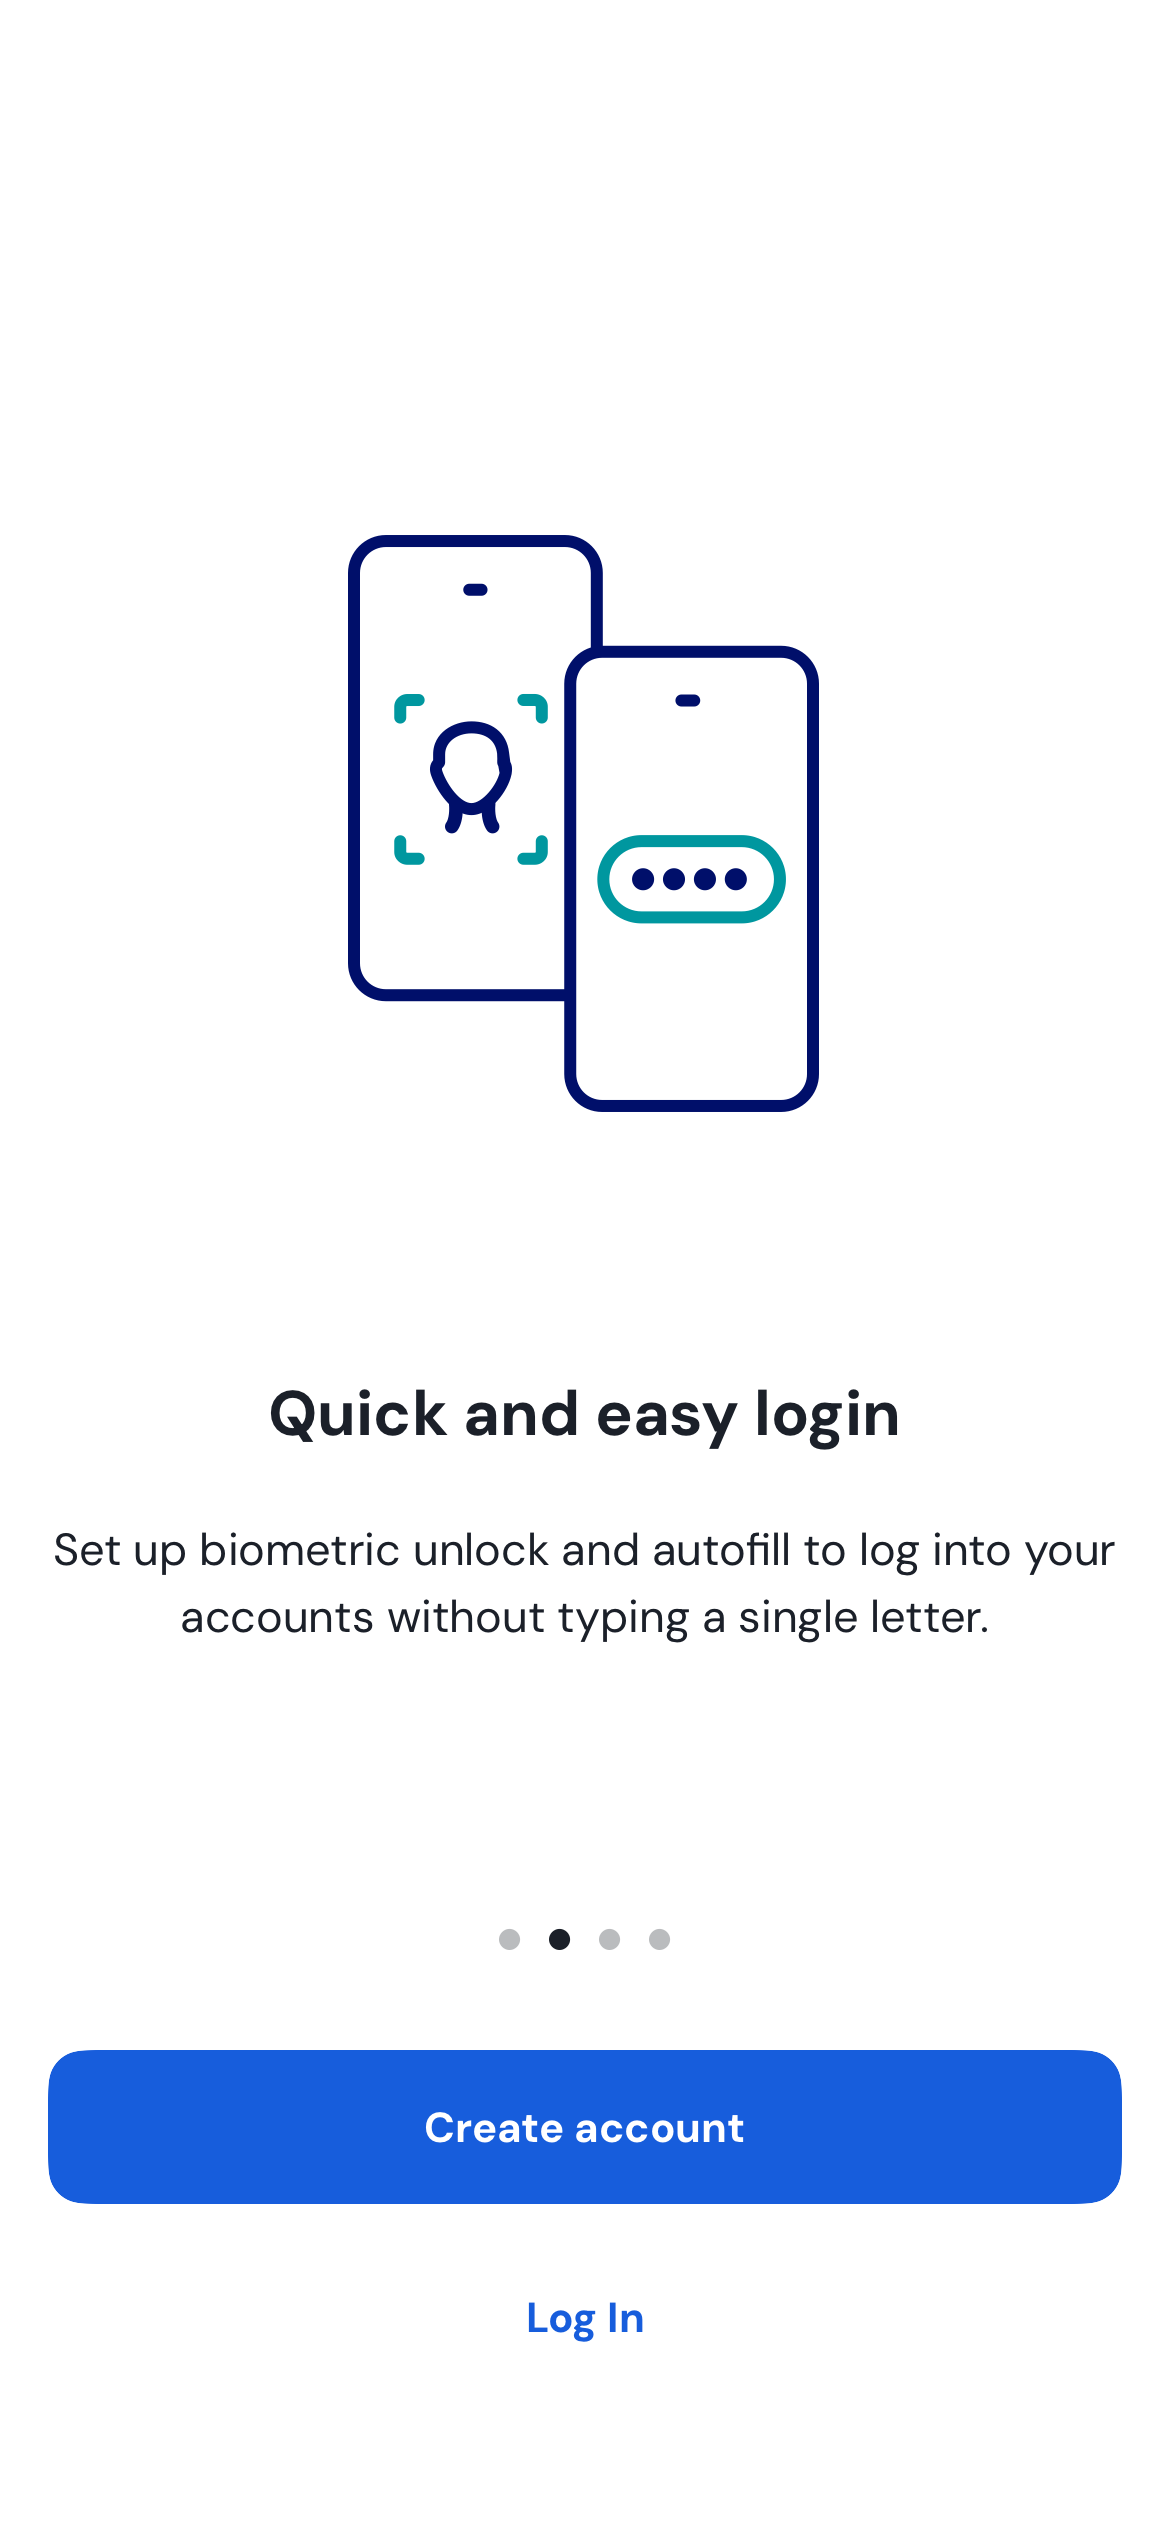 Quick and easy login
Set up biometric unlock and autofill to log into your
accounts without typing a single letter.
Create account
Log In